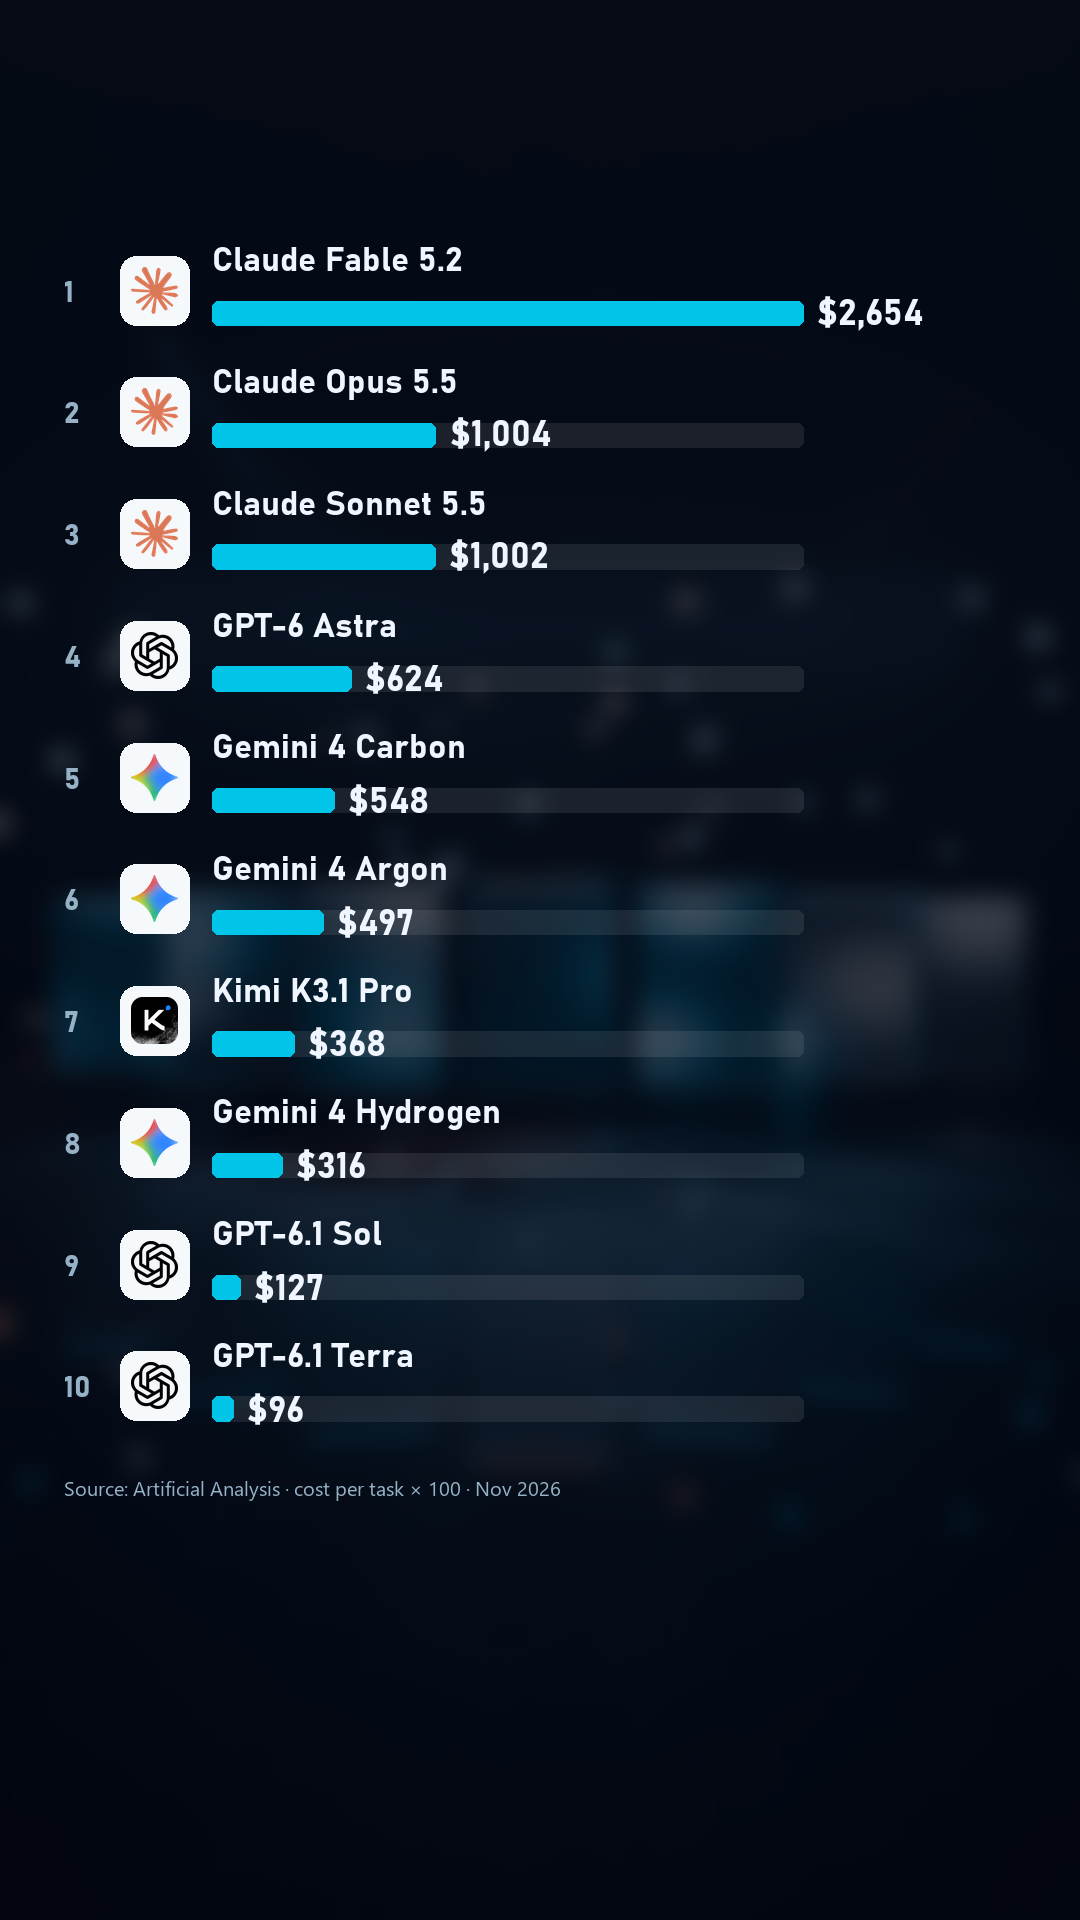 1 Claude Fable 5.2
$2,654
2 Claude Opus 5.5
$1,004
3 Claude Sonnet 5.5
$1,002
4 GPT-6 Astra
$624
5 Gemini 4 Carbon
$548
6 Gemini 4 Argon
$497
7 Kimi K3.1 Pro
$368
8 Gemini 4 Hydrogen
$316
9 GPT-6.1 Sol
$127
10 GPT-6.1 Terra
$96
Source: Artificial Analysis · cost per task × 100 · Nov 2026